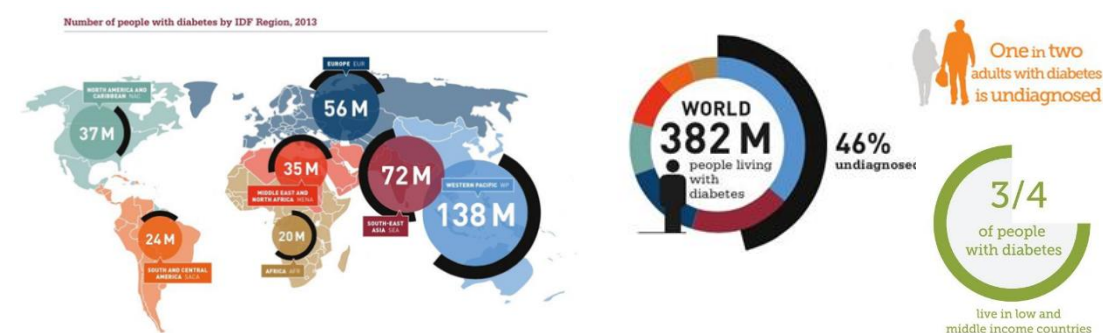 Number of people with diabetes by IDF Region, 2013
NORTH AMERICA AND
CARIBBEAN NAC
37 M
EUROPE EUR
56 M
35 M
MIDDLE EAST AND
NORTH AFRICA MENA
72 M
SOUTH-EAST
ASIA SEA
WESTERN PACIFIC WP
138 M
24 M
SOUTH AND CENTRAL
AMERICA SACA
20 M
AFRICA AFR
WORLD
382 M
people living
with
diabetes
46%
undiagnosed
One in two
adults with diabetes
is undiagnosed
3/4
of people
with diabetes
live in low and
middle income countries